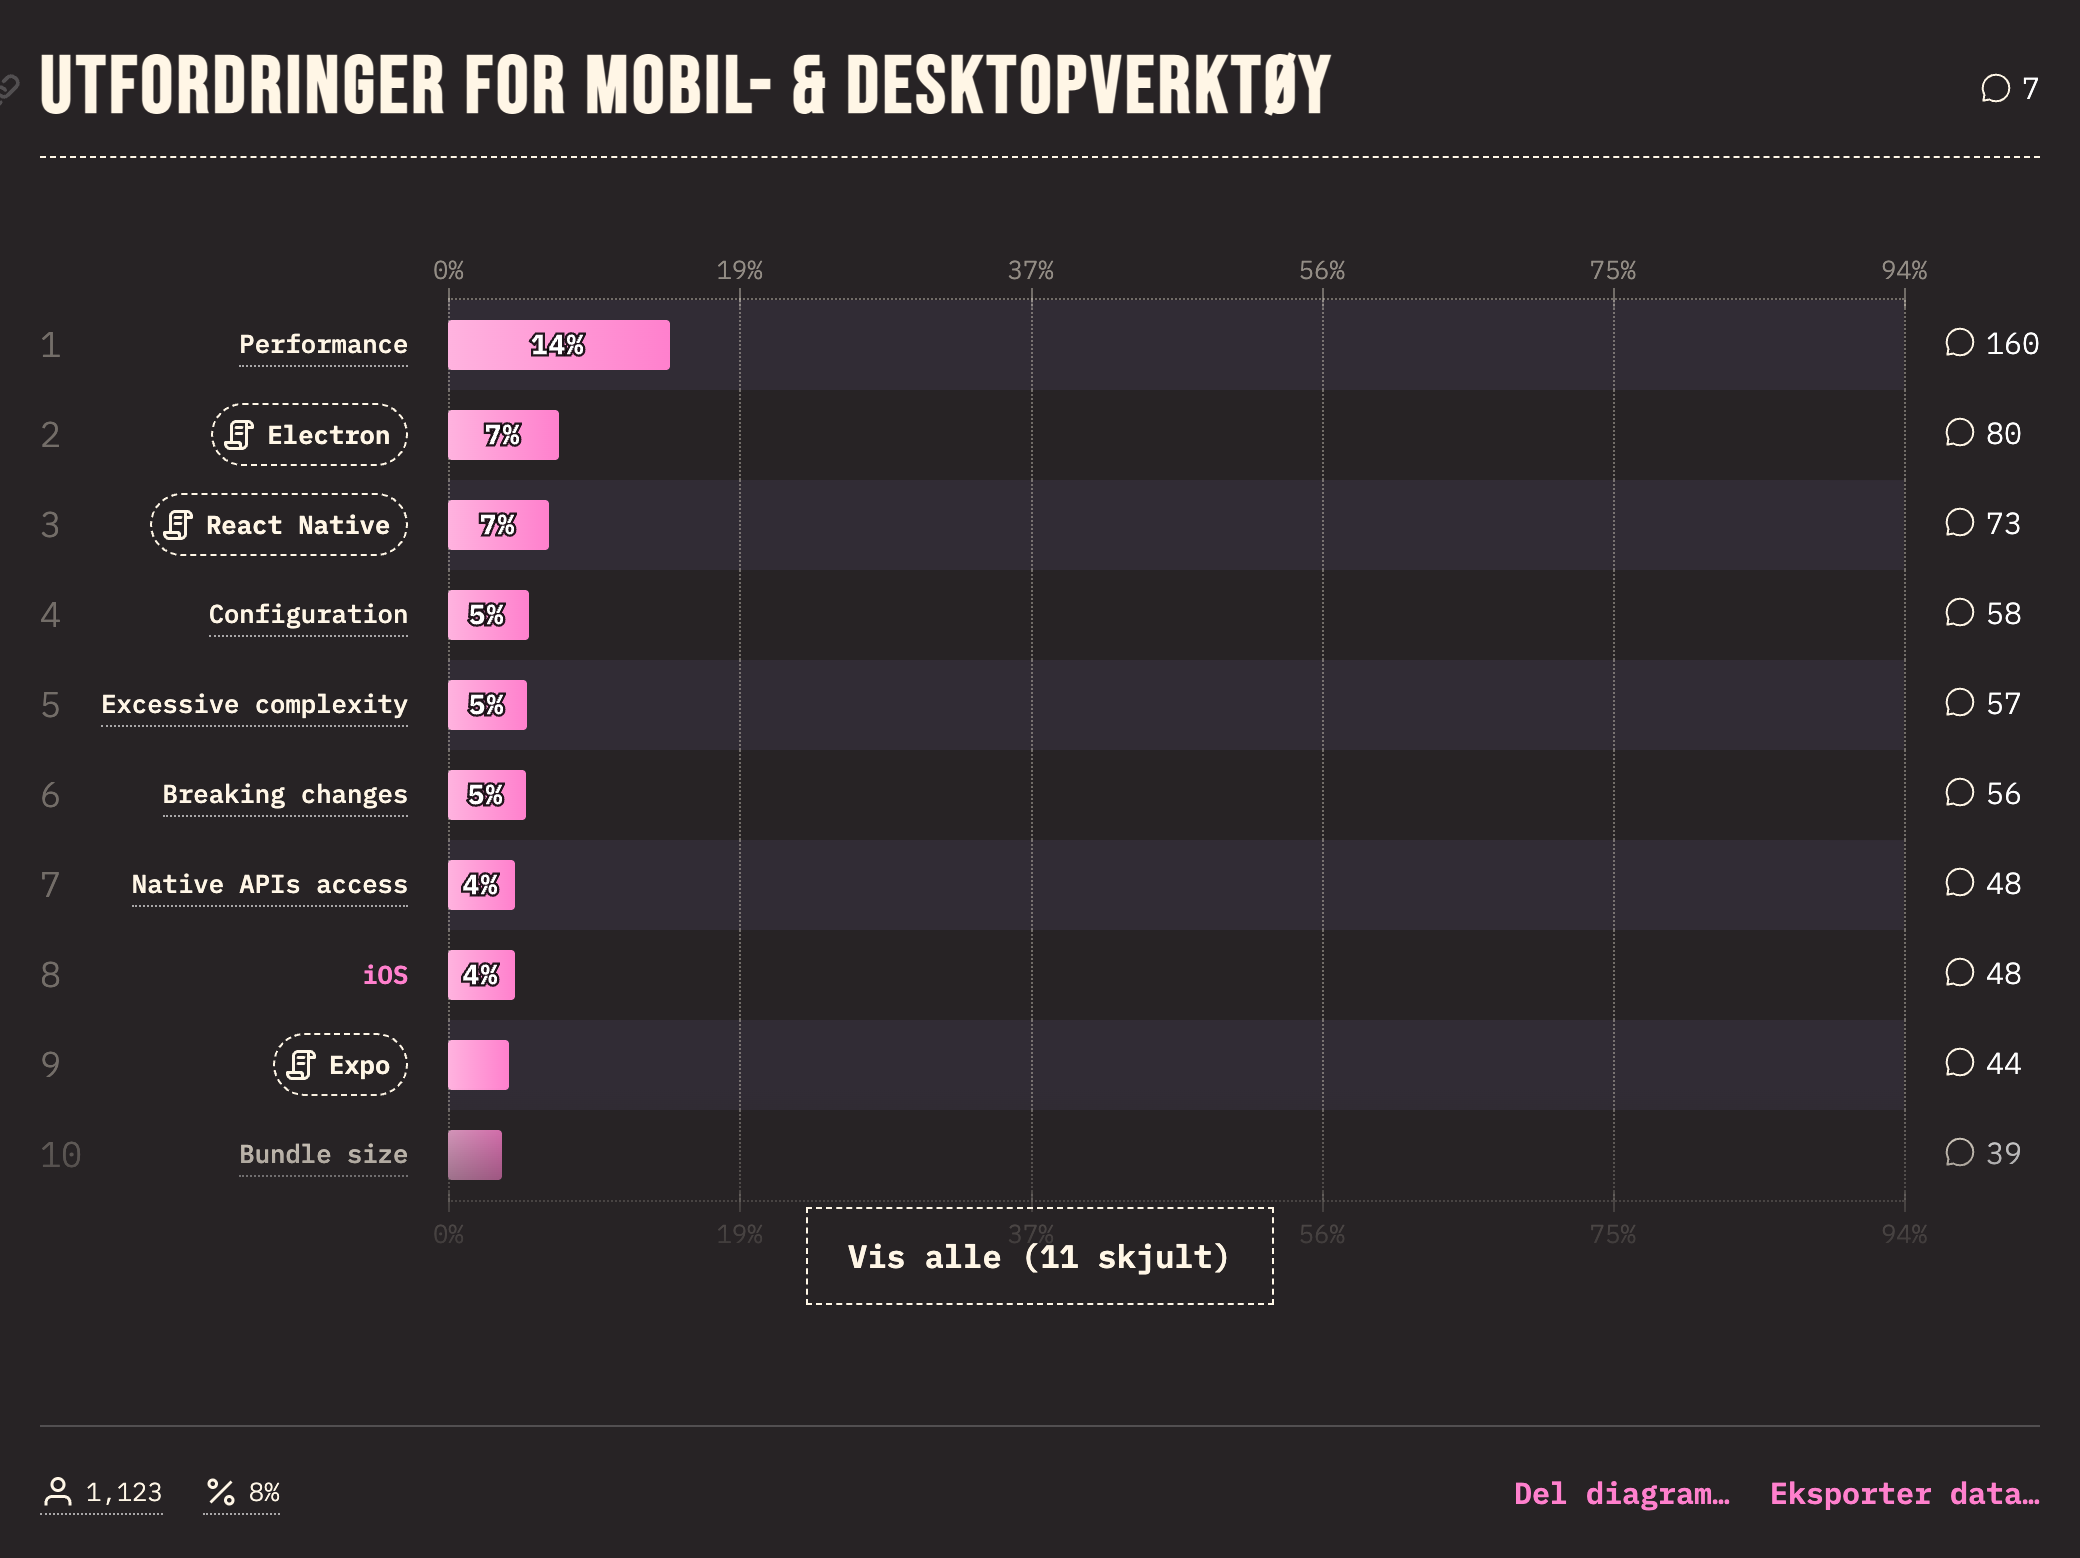 UTFORDRINGER FOR MOBIL- & DESKTOPVERKTØY
7
0% 19% 37% 56% 75% 94%
1 Performance 14% 160
2 Electron 7% 80
3 React Native 7% 73
4 Configuration 5% 58
5 Excessive complexity 5% 57
6 Breaking changes 5% 56
7 Native APIs access 4% 48
8 iOS 4% 48
9 Expo 44
10 Bundle size 39
0% 19% 37% 56% 75% 94%
Vis alle (11 skjult)
1,123 8% Del diagram… Eksporter data…